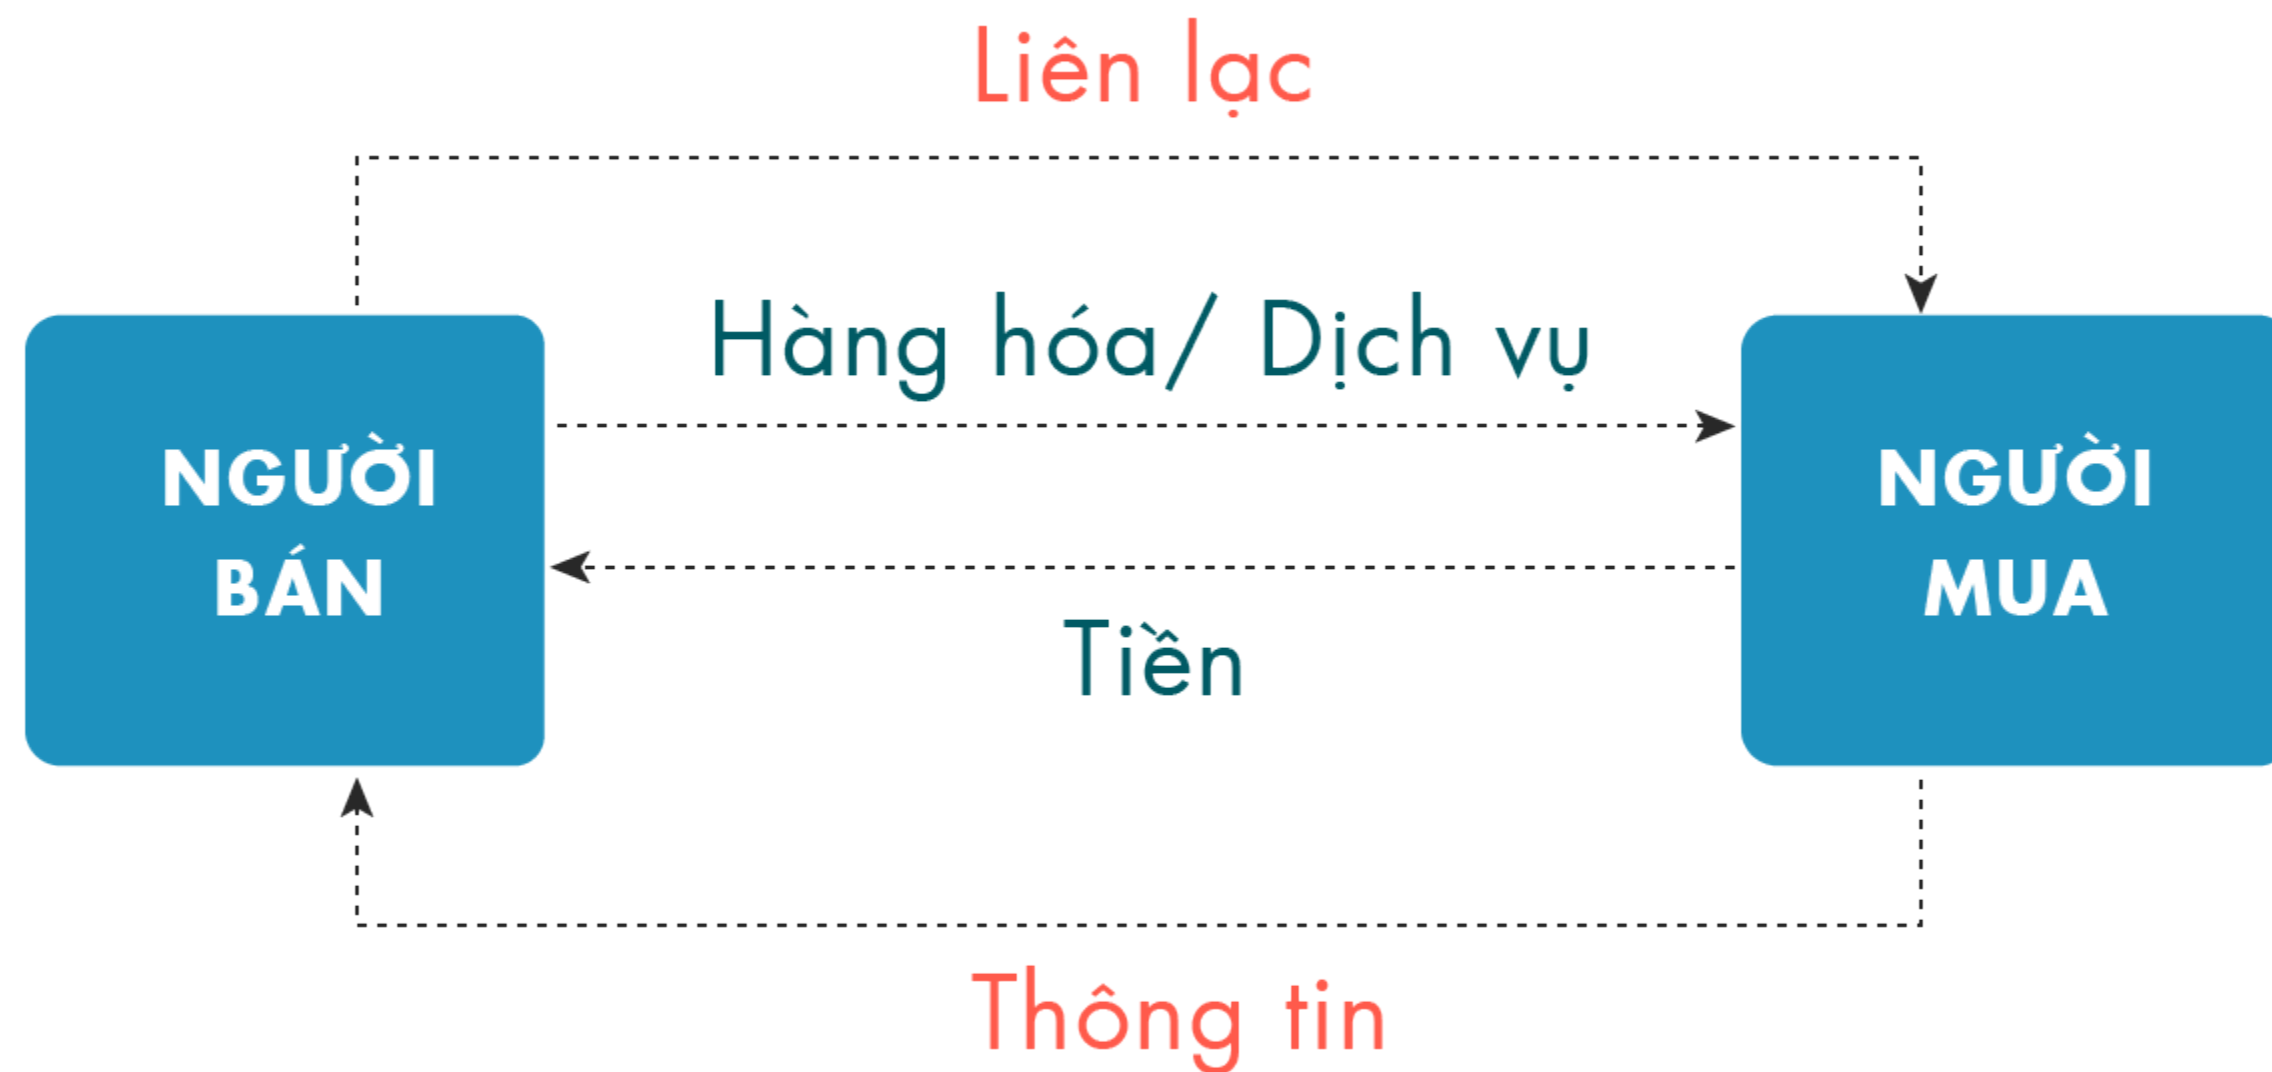 Liên lạc
Hàng hóa/ Dịch vụ
NGƯỜI
BÁN
NGƯỜI
MUA
Tiền
Thông tin